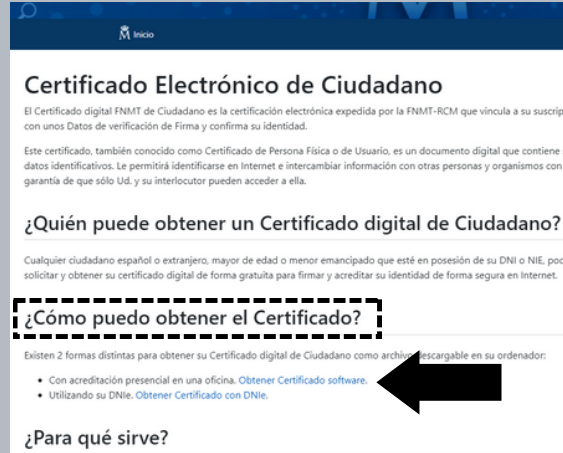 Inicio
Certificado Electrónico de Ciudadano
El Certificado digital FNMT de Ciudadano es la certificación electrónica expedida por la FNMT-RCM que vincula a su
con unos Datos de verificación de Firma y confirma su identidad.
Este certificado, también conocido como Certificado de Persona Física o de Usuario, es un documento digital que contiene
datos identificativos. Le permitirá identificarse en Internet e intercambiar información con otras personas y organismos con
garantía de que sólo Ud. y su interlocutor pueden acceder a ella.
¿Quién puede obtener un Certificado digital de Ciudadano?
Cualquier ciudadano español o extranjero, mayor de edad o menor emancipado que esté en posesión de su DNI o NIE,
solicitar y obtener su certificado digital de forma gratuita para firmar y acreditar su identidad de forma segura en Internet.
¿Cómo puedo obtener el Certificado?
Existen 2 formas distintas para obtener su Certificado digital de Ciudadano como archivo descargable en su ordenador:
Con acreditación presencial en una oficina. Obtener Certificado software.
Utilizando su DNIe. Obtener Certificado con DNIe.
¿Para qué sirve?